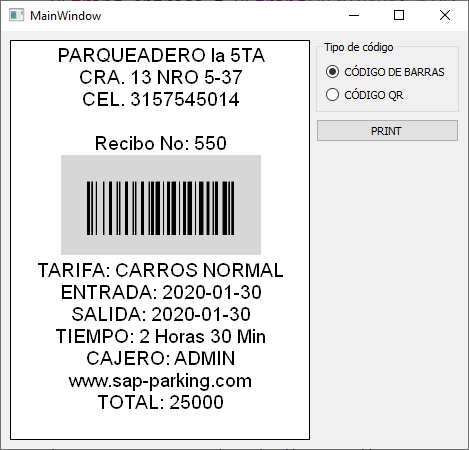 MainWindow
PARQUEADERO la 5TA
CRA. 13 NRO 5-37
CEL. 3157545014
Recibo No: 550
TARIFA: CARROS NORMAL
ENTRADA: 2020-01-30
SALIDA: 2020-01-30
TIEMPO: 2 Horas 30 Min
CAJERO: ADMIN
www.sap-parking.com
TOTAL: 25000
Tipo de código
CÓDIGO DE BARRAS
CÓDIGO QR
PRINT